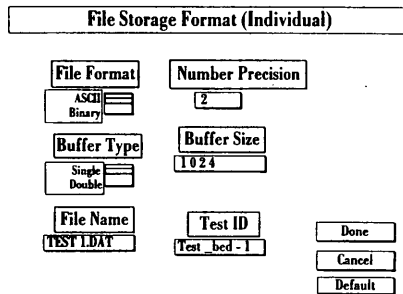 File Storage Format (Individual)
File Format
Number Precision
ASCII
Binary
2
Buffer Type
Buffer Size
1024
Single
Double
File Name
Test ID
TEST1.DAT
Test_bed-1
Done
Cancel
Default